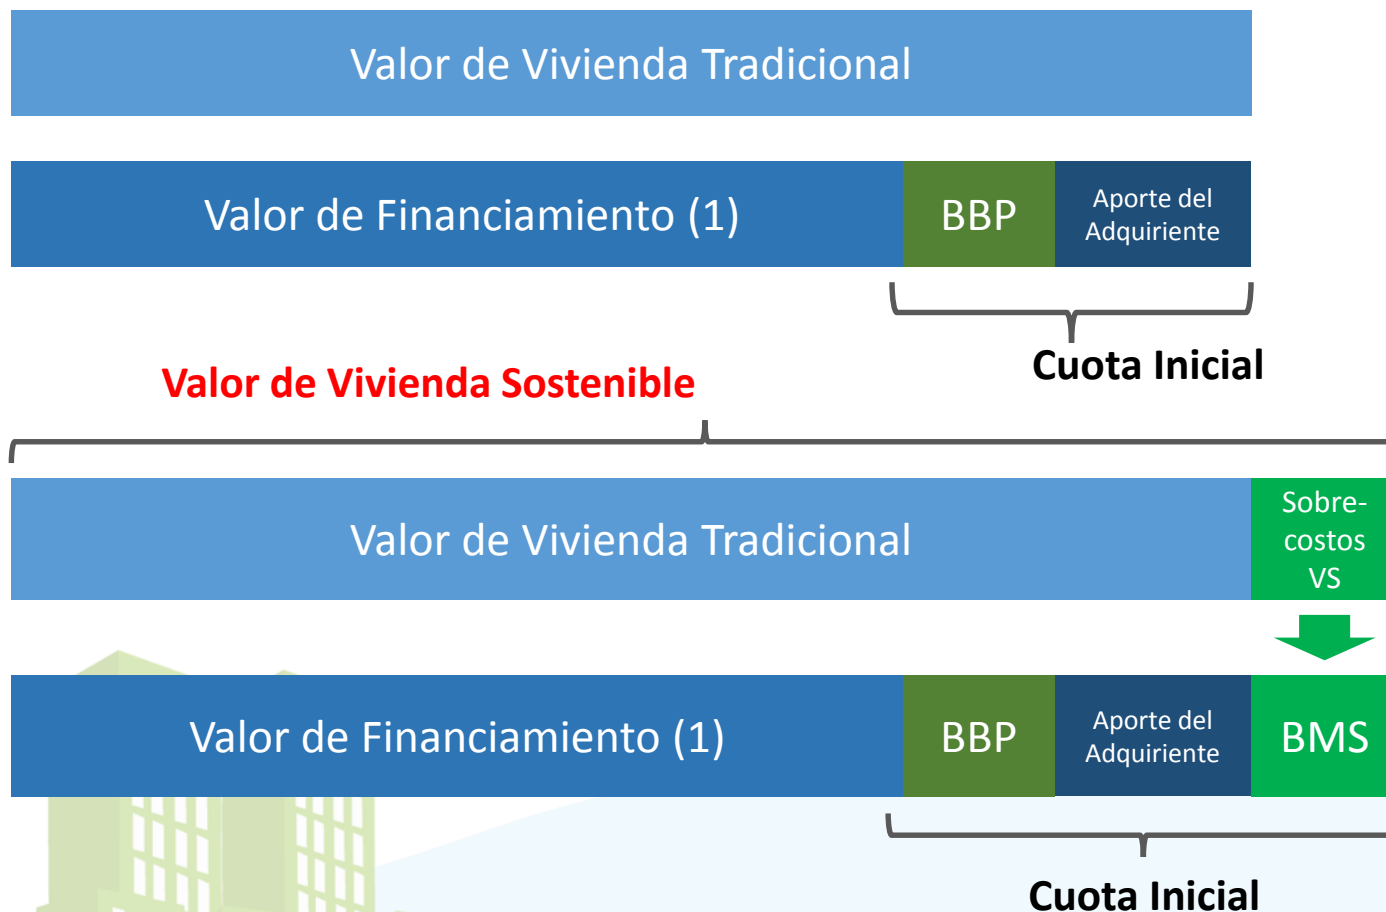 Valor de Vivienda Tradicional
Valor de Financiamiento (1)
BBP
Aporte del
Adquiriente
Cuota Inicial
Valor de Vivienda Sostenible
Valor de Vivienda Tradicional
Sobre-
costos
VS
Valor de Financiamiento (1)
BBP
Aporte del
Adquiriente
BMS
Cuota Inicial